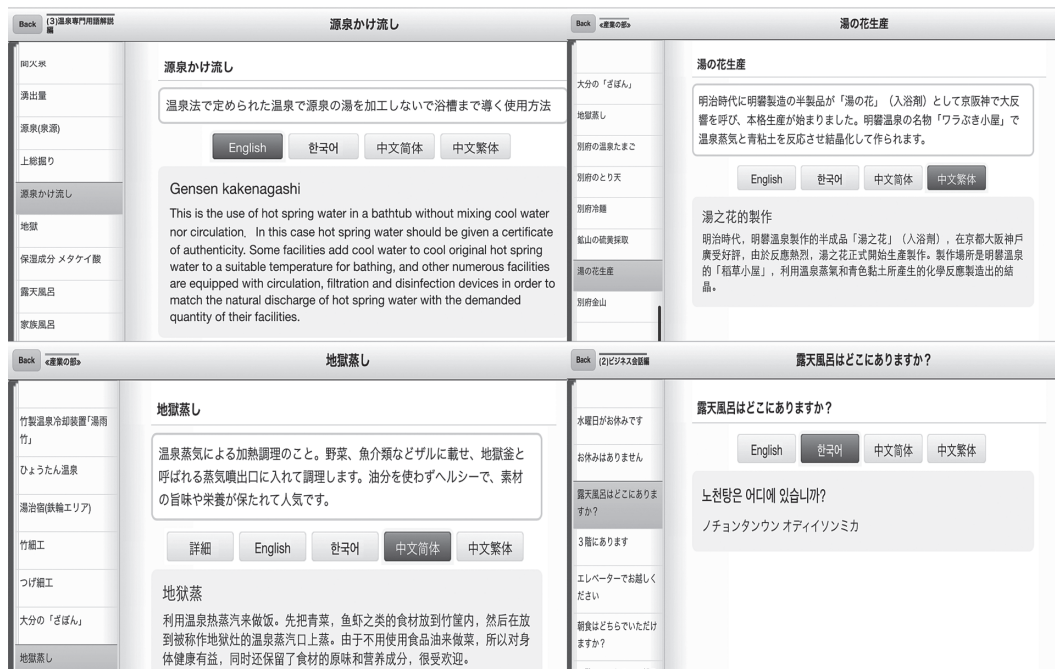 Back
(3)温泉専門用語解説
編
源泉かけ流し
間欠泉
湧出量
源泉(泉源)
上総掘り
源泉かけ流し
地獄
保湿成分 メタケイ酸
露天風呂
家族風呂
源泉かけ流し
温泉法で定められた温泉で源泉の湯を加工しないで浴槽まで導く使用方法
English
한국어
中文简体
中文繁体
Gensen kakenagashi
This is the use of hot spring water in a bathtub without mixing cool water
nor circulation. In this case hot spring water should be given a certificate
of authenticity. Some facilities add cool water to cool original hot spring
water to a suitable temperature for bathing, and other numerous facilities
are equipped with circulation, filtration and disinfection devices in order to
match the natural discharge of hot spring water with the demanded
quantity of their facilities.
Back
≪産業の部≫
湯の花生産
大分の「ざぼん」
地獄蒸し
別府の温泉たまご
別府のとり天
別府冷麺
鉱山の硫黄採取
湯の花生産
別府金山
湯の花生産
明治時代に明礬製造の半製品が「湯の花」（入浴剤）として京阪神で大反
響を呼び、本格生産が始まりました。明礬温泉の名物「ワラぶき小屋」で
温泉蒸気と青粘土を反応させ結晶化して作られます。
English
한국어
中文简体
中文繁体
湯之花的製作
明治時代，明礬溫泉製作的半成品「湯之花」（入浴劑），在京都大阪神戶
廣受好評，由於反應熱烈，湯之花正式開始生產製作。製作場所是明礬溫泉
的「稻草小屋」，利用溫泉蒸氣和青色黏土所產生的化學反應製造出的結
晶。
Back
≪産業の部≫
地獄蒸し
竹製温泉冷却装置「湯雨
竹」
ひょうたん温泉
湯治宿(鉄輪エリア)
竹細工
つげ細工
大分の「ざぼん」
地獄蒸し
地獄蒸し
温泉蒸気による加熱調理のこと。野菜、魚介類などザルに載せ、地獄釜と
呼ばれる蒸気噴出口に入れて調理します。油分を使わずヘルシーで、素材
の旨味や栄養が保たれて人気です。
詳細
English
한국어
中文简体
中文繁体
地狱蒸
利用温泉热蒸汽来做饭。先把青菜，鱼虾之类的食材放到竹筐内，然后在放
到被称作地狱灶的温泉蒸汽口上蒸。由于不用使用食品油来做菜，所以对身
体健康有益，同时还保留了食材的原味和营养成分，很受欢迎。
Back
(2)ビジネス会話編
露天風呂はどこにありますか？
水曜日がお休みです
お休みはありません
露天風呂はどこにありま
すか？
３階にあります
エレベーターでお越しく
ださい
朝食はどちらでいただけ
ますか？
露天風呂はどこにありますか？
English
한국어
中文简体
中文繁体
노천탕은 어디에 있습니까?
ノチョンタンウン オディイソンミカ